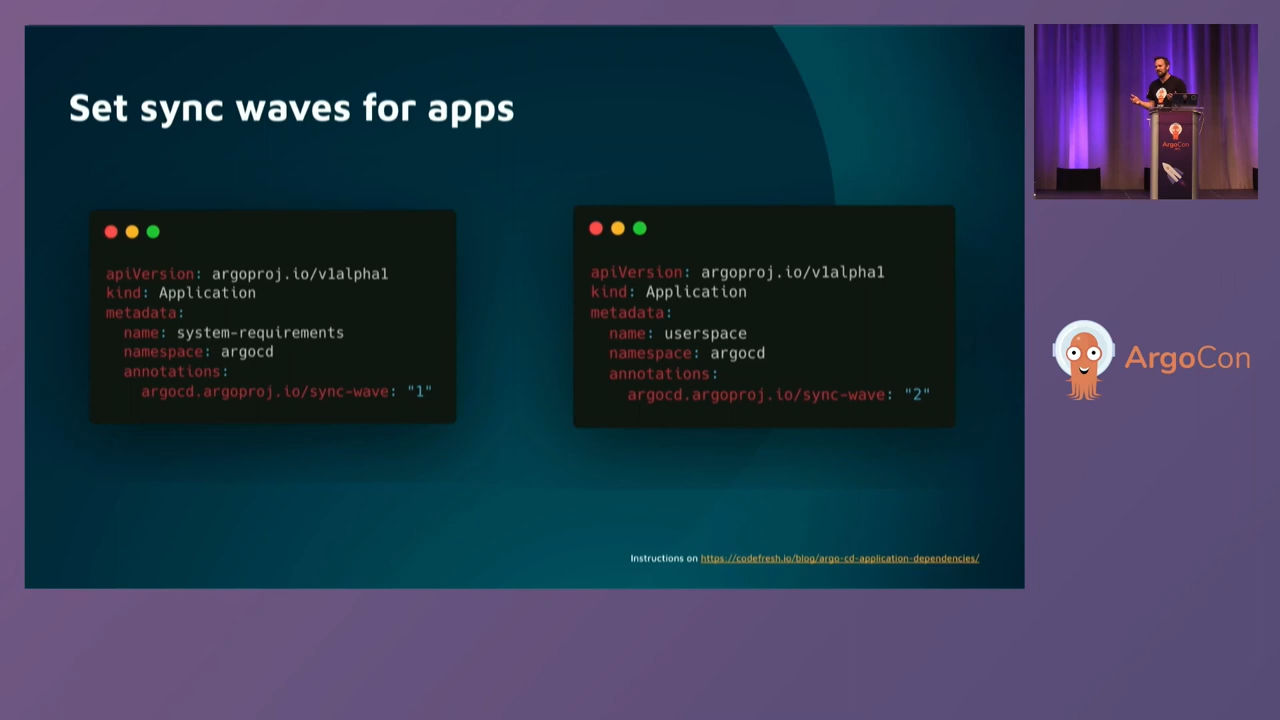 Set sync waves for apps
apiVersion: argoproj.io/v1alpha1
kind: Application
metadata:
  name: system-requirements
  namespace: argocd
  annotations:
    argocd.argoproj.io/sync-wave: "1"
apiVersion: argoproj.io/v1alpha1
kind: Application
metadata:
  name: userspace
  namespace: argocd
  annotations:
    argocd.argoproj.io/sync-wave: "2"
Instructions on https://codefresh.io/blog/argo-cd-application-dependencies/
ArgoCon
ArgoCon